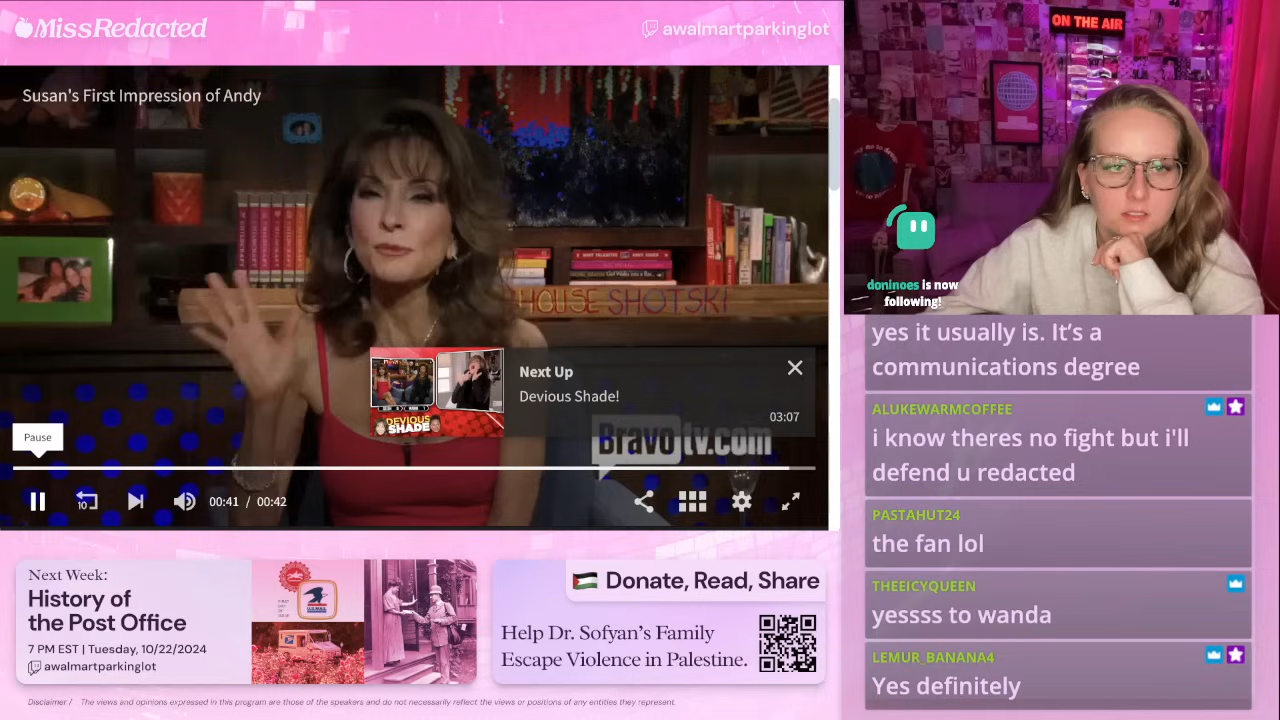 MissRedacted
awalmartparkinglot
Susan's First Impression of Andy
HOUSE SHOTSKI
Next Up
Devious Shade!
03:07
DEVIOUS
SHADE
Bravotv.com
Pause
10
00:41 / 00:42
ON THE AIR
doninoes is now
following!
yes it usually is. It's a
communications degree
ALUKEWARMCOFFEE
i know theres no fight but i'll
defend u redacted
PASTAHUT24
the fan lol
THEEICYQUEEN
yessss to wanda
LEMUR_BANANA4
Yes definitely
Next Week:
History of
the Post Office
7 PM EST | Tuesday, 10/22/2024
awalmartparkinglot
U.S.MAIL
Donate, Read, Share
Help Dr. Sofyan's Family
Escape Violence in Palestine.
Disclaimer / The views and opinions expressed in this program are those of the speakers and do not necessarily reflect the views or positions of any entities they represent.